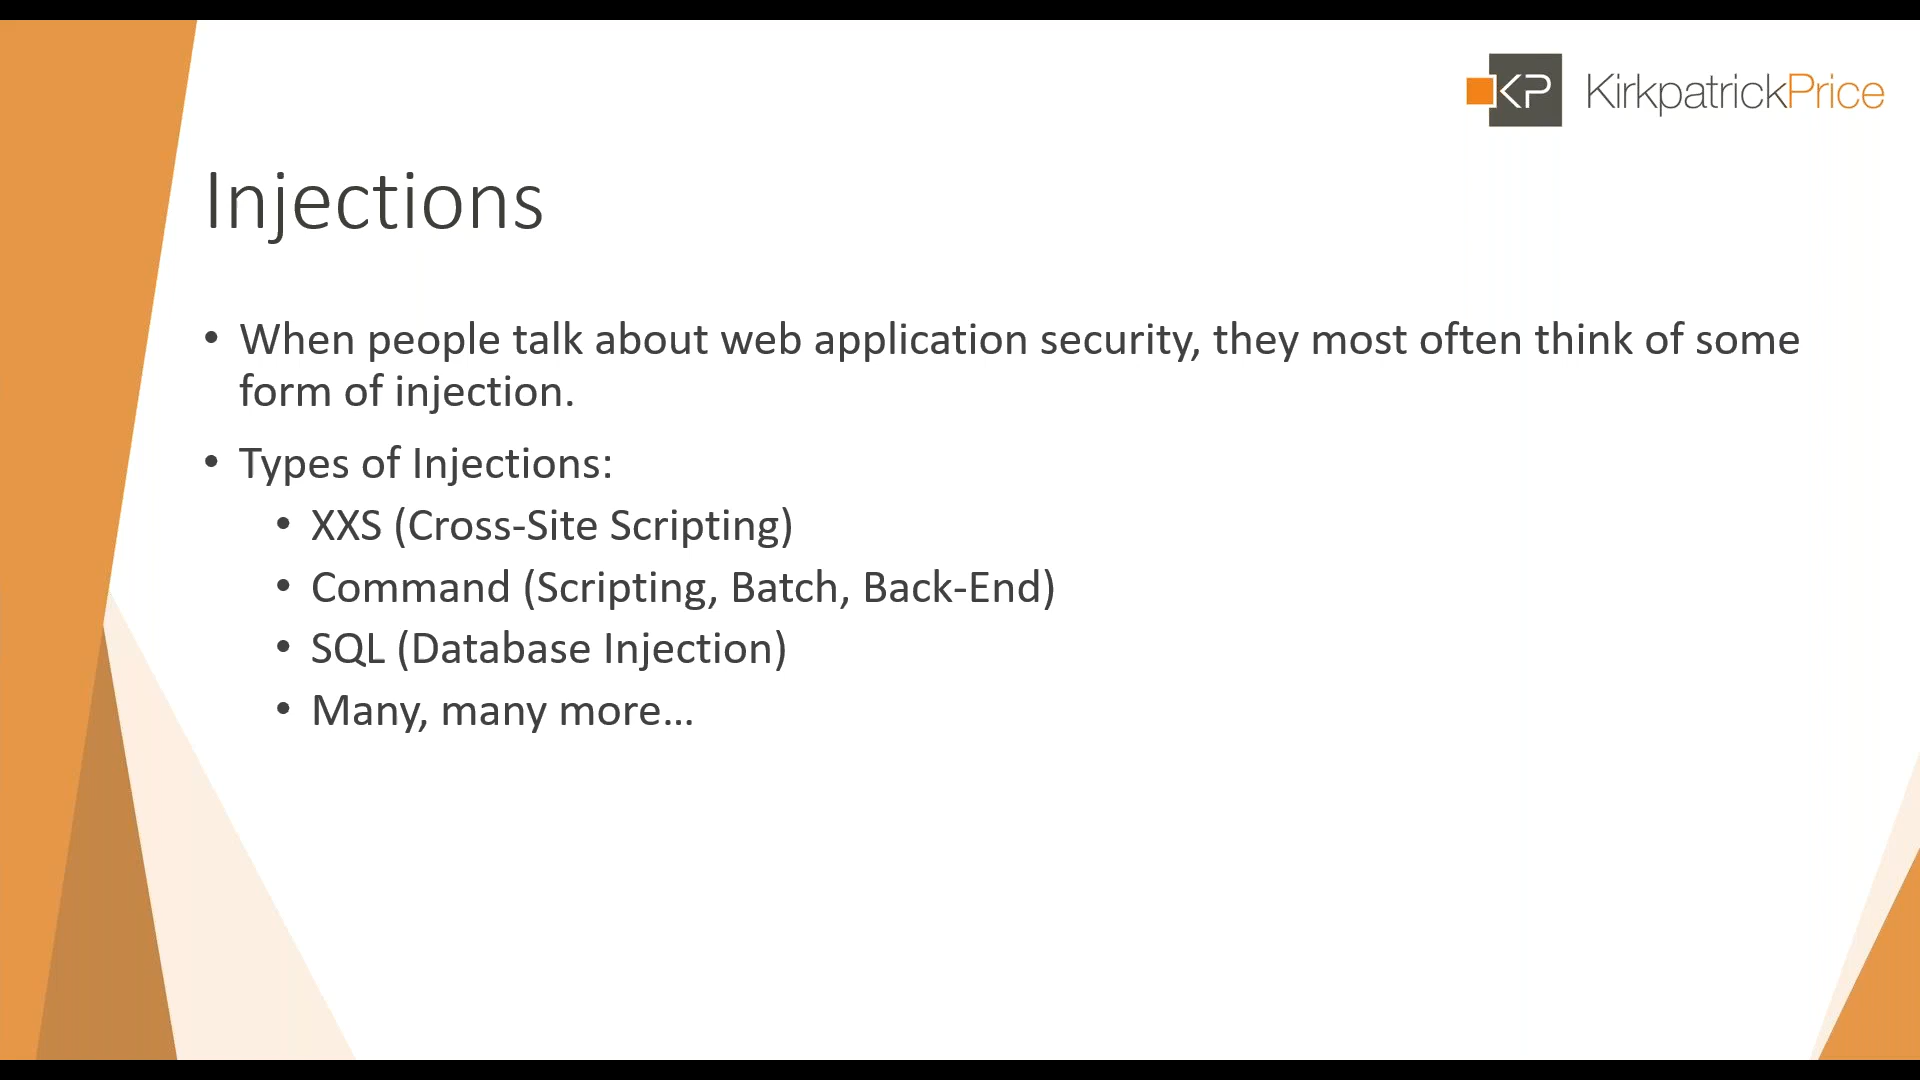 KP KirkpatrickPrice
Injections
• When people talk about web application security, they most often think of some
form of injection.
• Types of Injections:
• XXS (Cross-Site Scripting)
• Command (Scripting, Batch, Back-End)
• SQL (Database Injection)
• Many, many more…